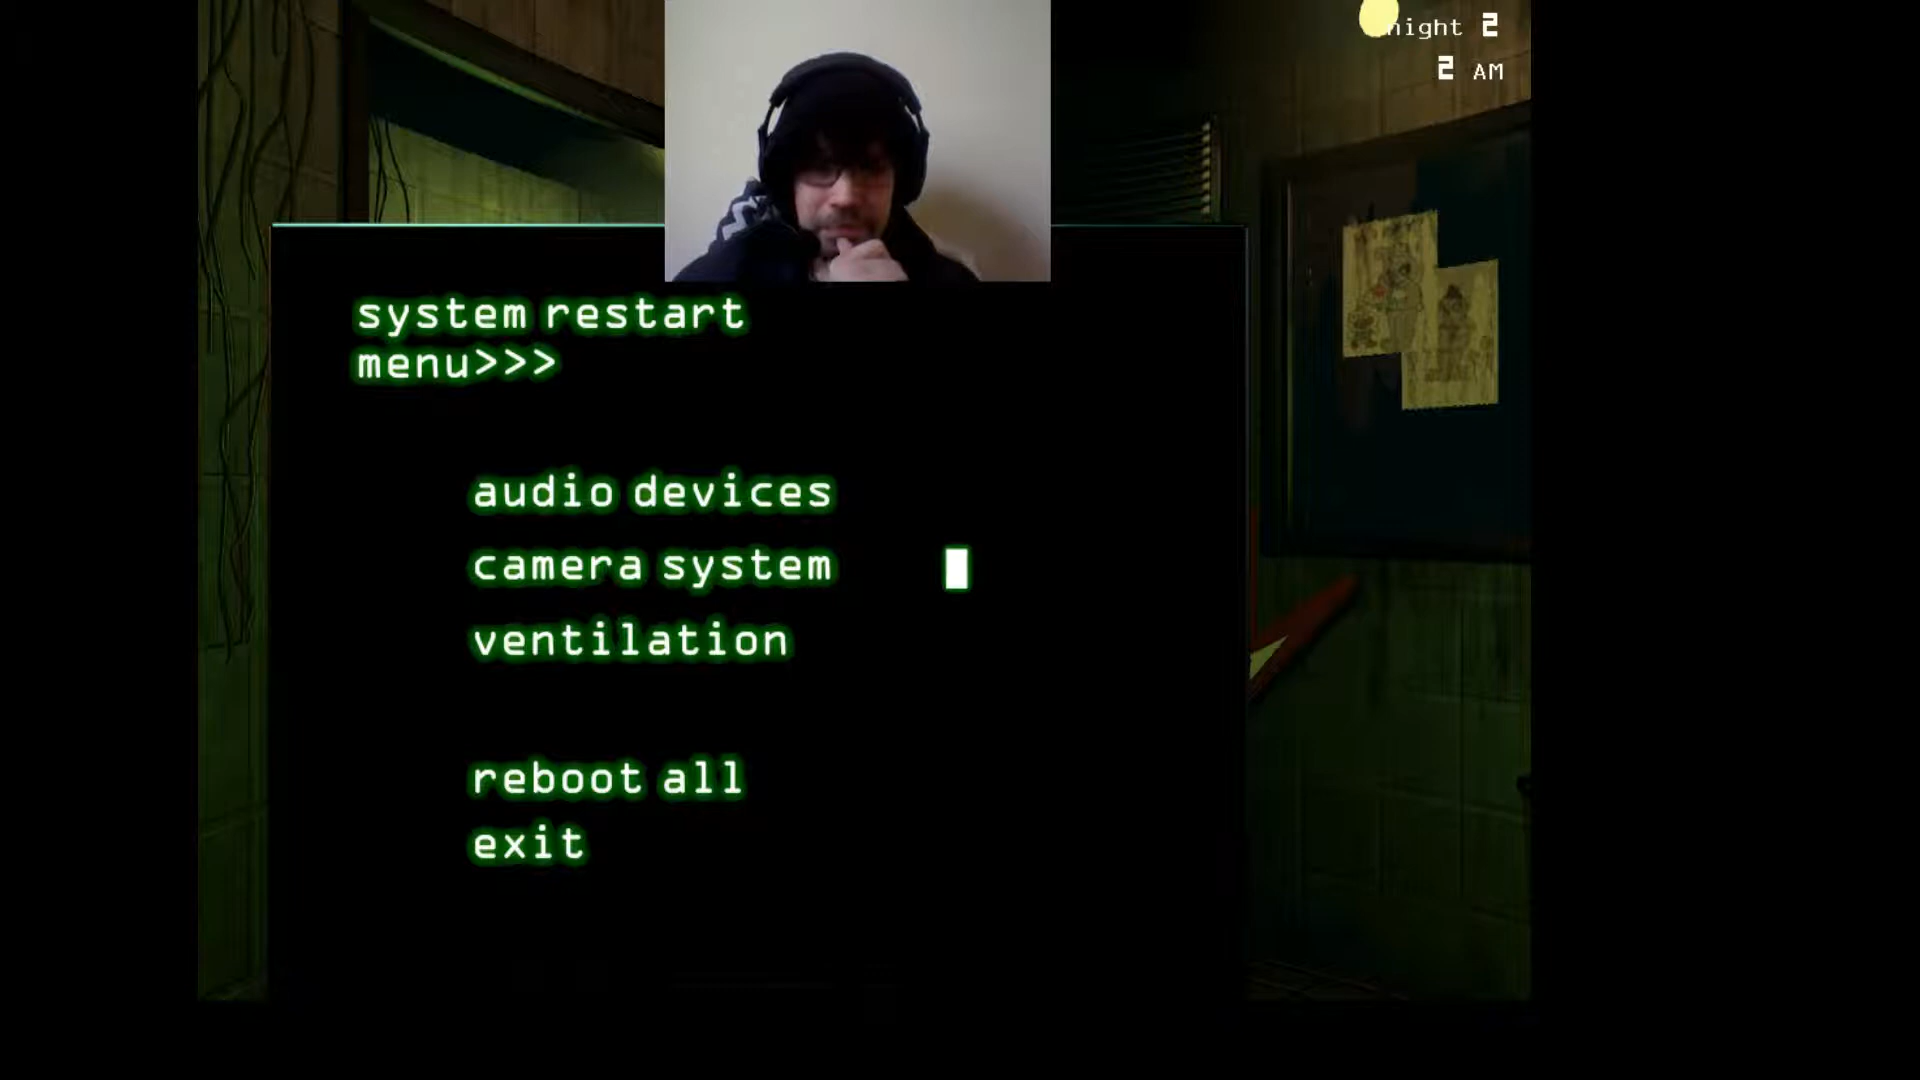 night 2
2 AM
system restart
menu>>>
audio devices
camera system
ventilation
reboot all
exit